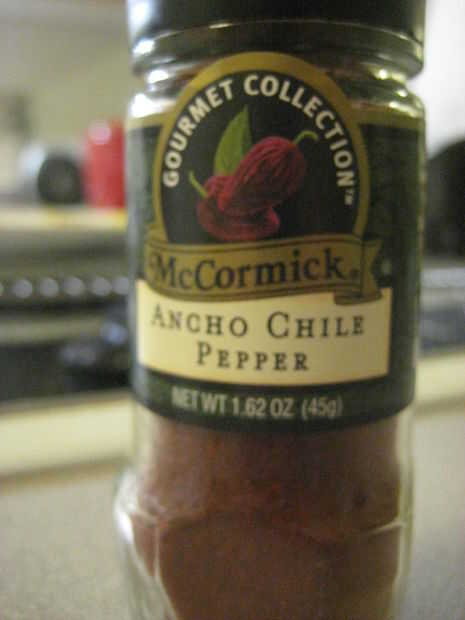 GOURMET COLLECTION™
McCormick®
ANCHO CHILE
PEPPER
NET WT 1.62 OZ (45g)